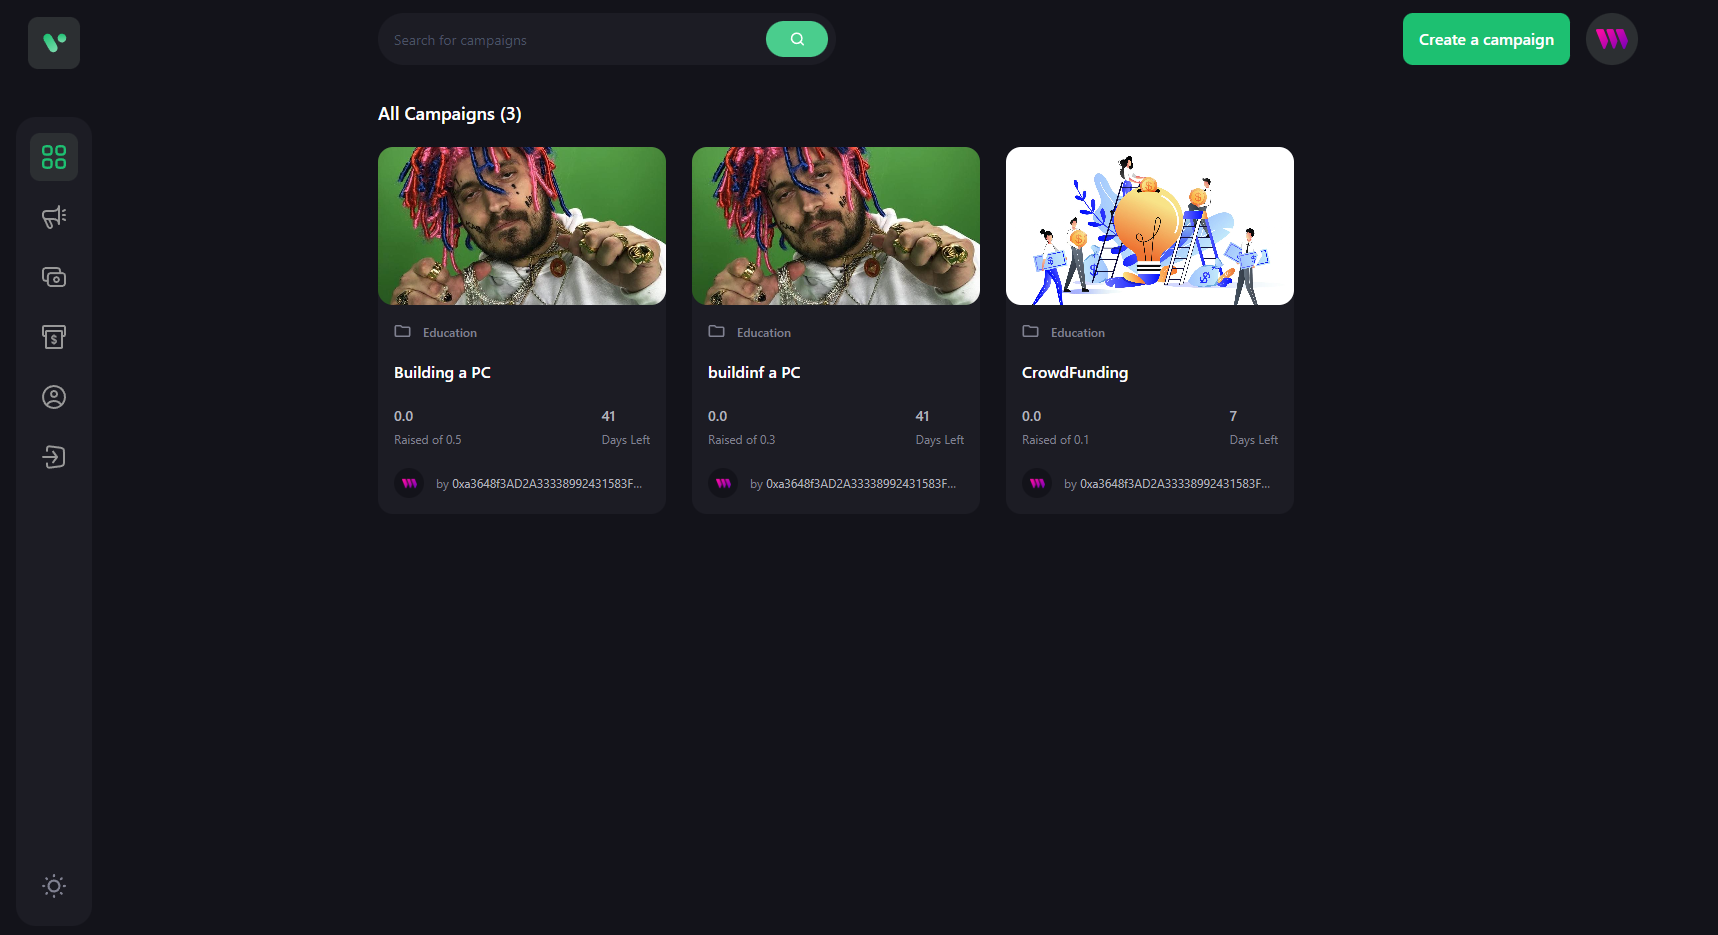 Search for campaigns
Create a campaign
All Campaigns (3)
Education
Building a PC
0.0
41
Raised of 0.5
Days Left
by 0xa3648f3AD2A33338992431583F...
Education
buildinf a PC
0.0
41
Raised of 0.3
Days Left
by 0xa3648f3AD2A33338992431583F...
Education
CrowdFunding
0.0
7
Raised of 0.1
Days Left
by 0xa3648f3AD2A33338992431583F...